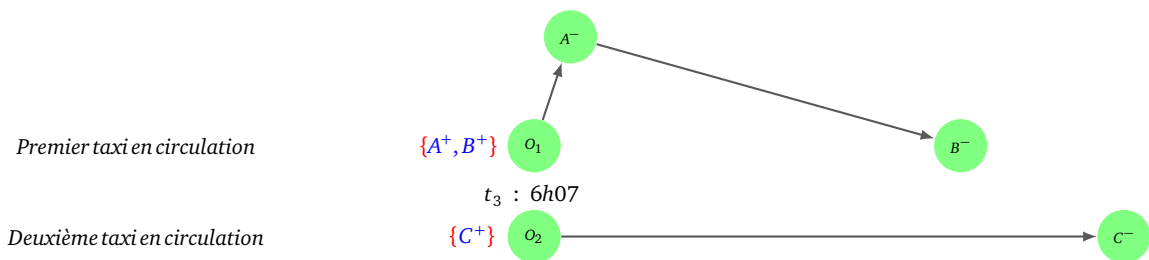 A⁻
Premier taxi en circulation {A⁺, B⁺} O₁ B⁻
t₃ : 6h07
Deuxième taxi en circulation {C⁺} O₂ C⁻